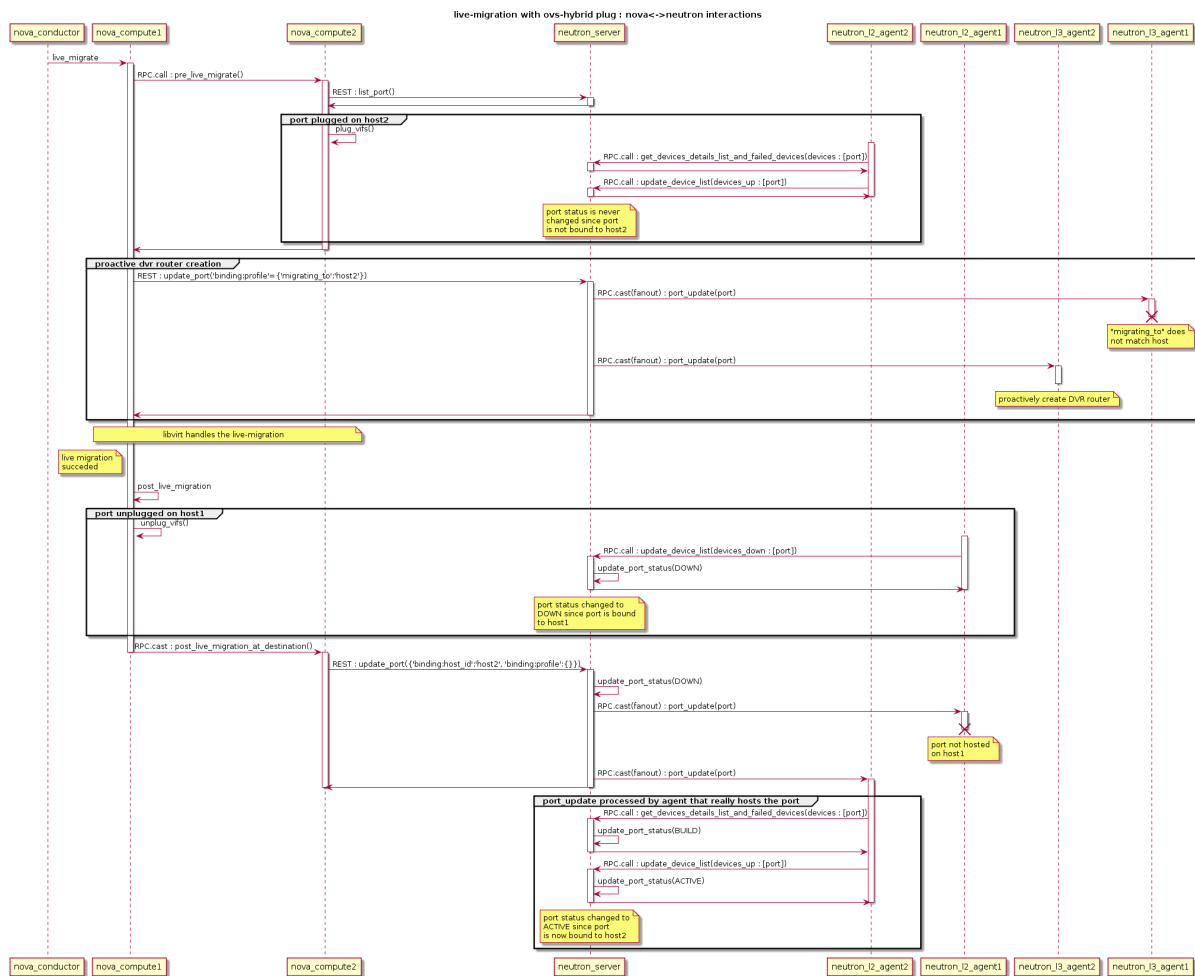 live-migration with ovs-hybrid plug : nova<->neutron interactions
nova_conductor
nova_compute1
nova_compute2
neutron_server
neutron_l2_agent2
neutron_l2_agent1
neutron_l3_agent2
neutron_l3_agent1
live_migrate
RPC.call : pre_live_migrate()
REST : list_port()
port plugged on host2
plug_vifs()
RPC.call : get_devices_details_list_and_failed_devices(devices : [port])
RPC.call : update_device_list(devices_up : [port])
port status is never
changed since port
is not bound to host2
proactive dvr router creation
REST : update_port('binding:profile'= {'migrating_to':'host2'})
RPC.cast(fanout) : port_update(port)
"migrating_to" does
not match host
RPC.cast(fanout) : port_update(port)
proactively create DVR router
libvirt handles the live-migration
live migration
succeded
post_live_migration
port unplugged on host1
unplug_vifs()
RPC.call : update_device_list(devices_down : [port])
update_port_status(DOWN)
port status changed to
DOWN since port is bound
to host1
RPC.cast : post_live_migration_at_destination()
REST : update_port({'binding:host_id':'host2', 'binding:profile':{}})
update_port_status(DOWN)
RPC.cast(fanout) : port_update(port)
port not hosted
on host1
RPC.cast(fanout) : port_update(port)
port_update processed by agent that really hosts the port
RPC.call : get_devices_details_list_and_failed_devices(devices : [port])
update_port_status(BUILD)
RPC.call : update_device_list(devices_up : [port])
update_port_status(ACTIVE)
port status changed to
ACTIVE since port
is now bound to host2
nova_conductor
nova_compute1
nova_compute2
neutron_server
neutron_l2_agent2
neutron_l2_agent1
neutron_l3_agent2
neutron_l3_agent1